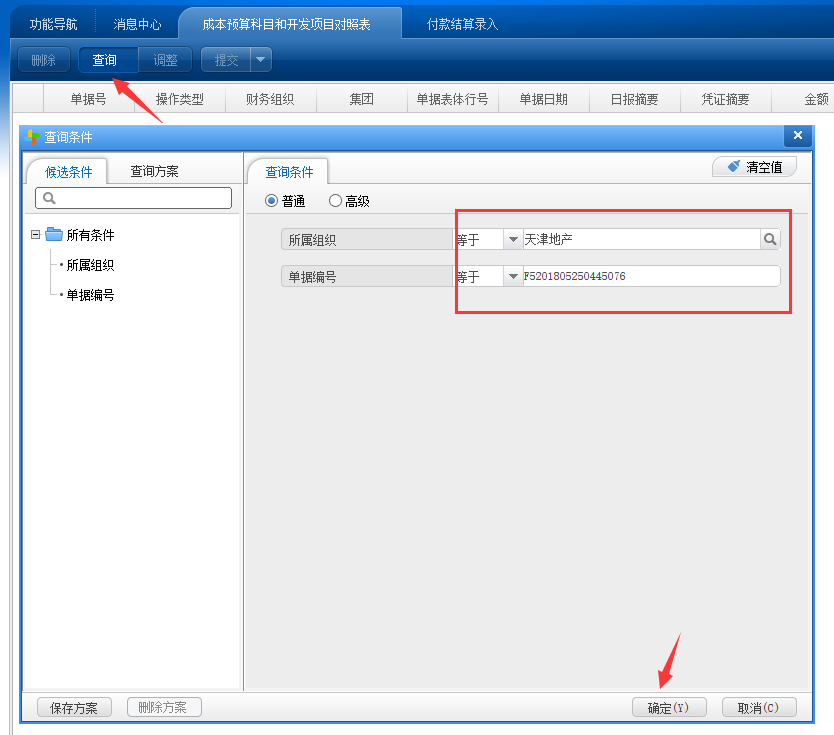 功能导航 消息中心 成本预算科目和开发项目对照表 付款结算录入
删除 查询 调整 提交
单据号 操作类型 财务组织 集团 单据表体行号 单据日期 日报摘要 凭证摘要 金额
查询条件
候选条件 查询方案 查询条件 清空值
普通 高级
所有条件
所属组织
单据编号
所属组织 等于 天津地产
单据编号 等于 F5201805250445076
保存方案 删除方案 确定(Y) 取消(C)